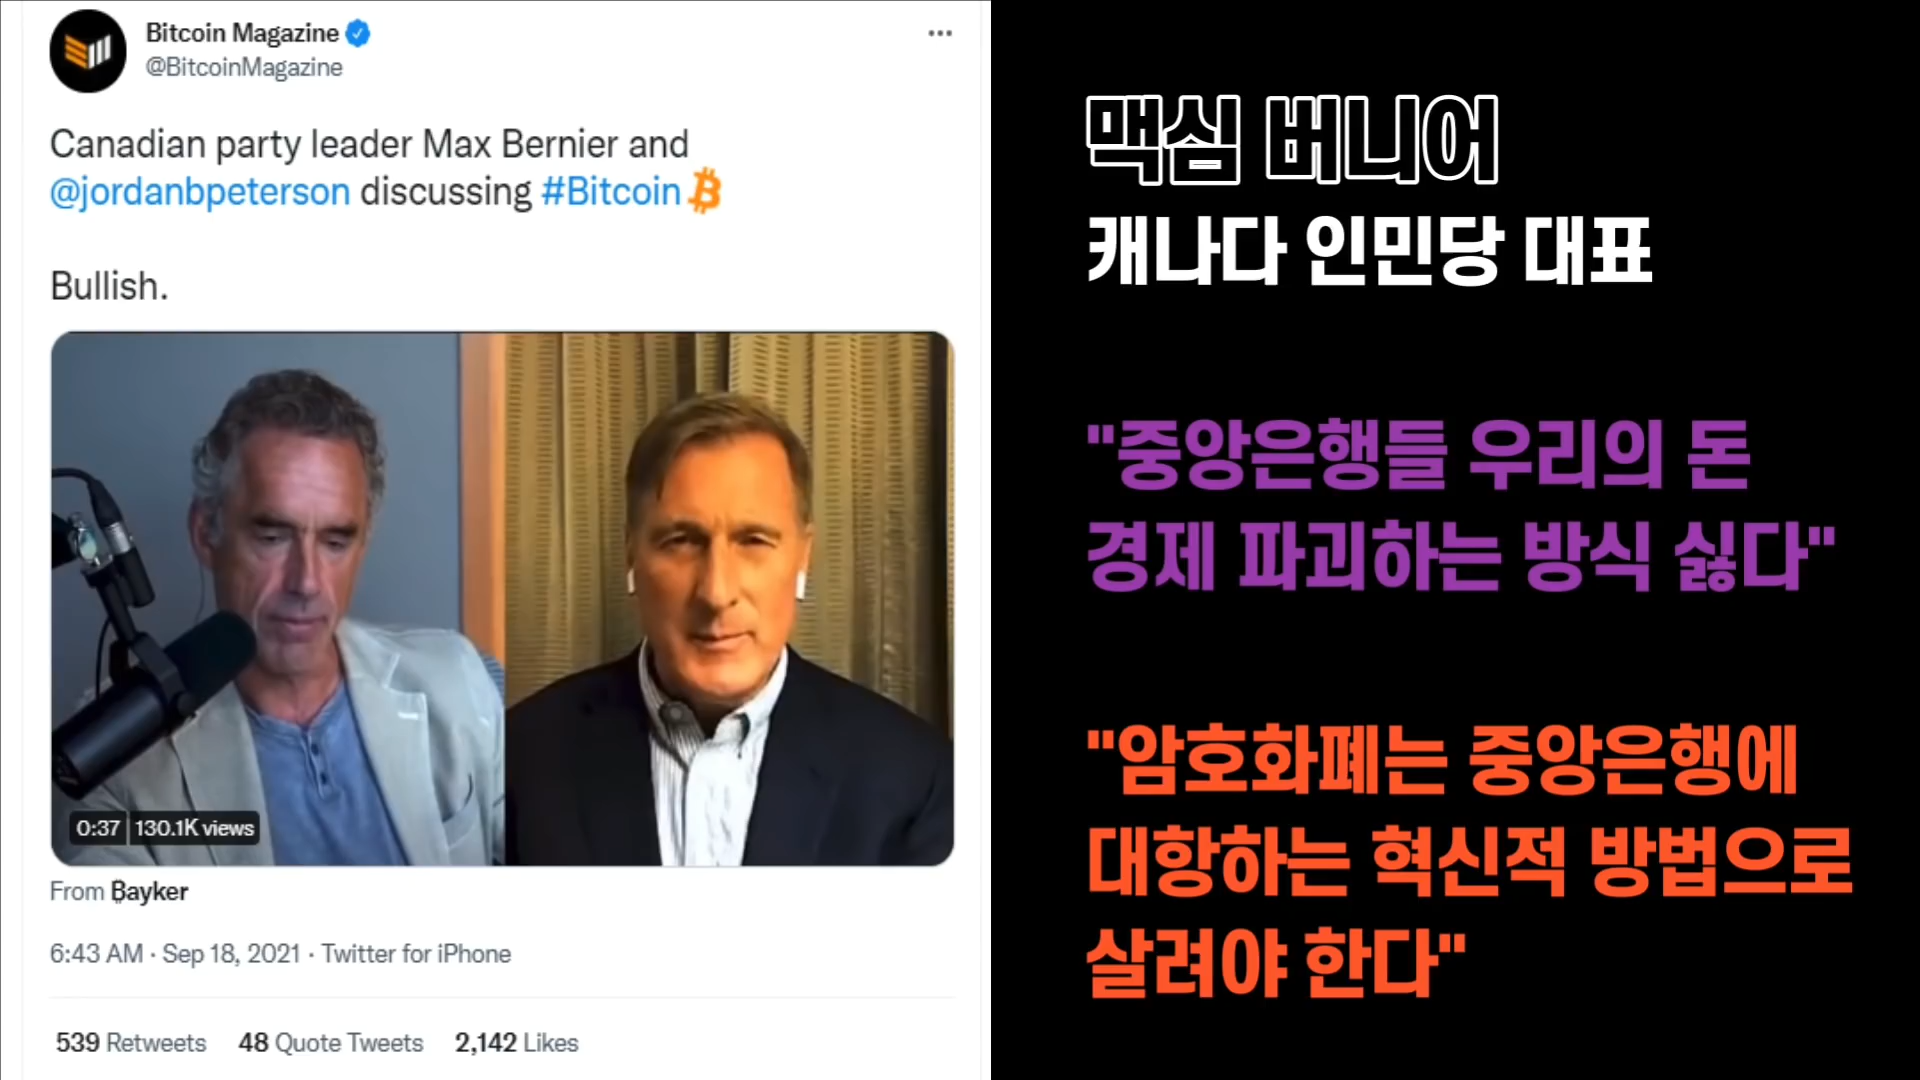 Bitcoin Magazine
@BitcoinMagazine
Canadian party leader Max Bernier and
@jordanbpeterson discussing #Bitcoin
Bullish.
0:37 130.1K views
From ₿ayker
6:43 AM · Sep 18, 2021 · Twitter for iPhone
539 Retweets 48 Quote Tweets 2,142 Likes
맥심 버니어
캐나다 인민당 대표
"중앙은행들 우리의 돈
경제 파괴하는 방식 싫다"
"암호화폐는 중앙은행에
대항하는 혁신적 방법으로
살려야 한다"